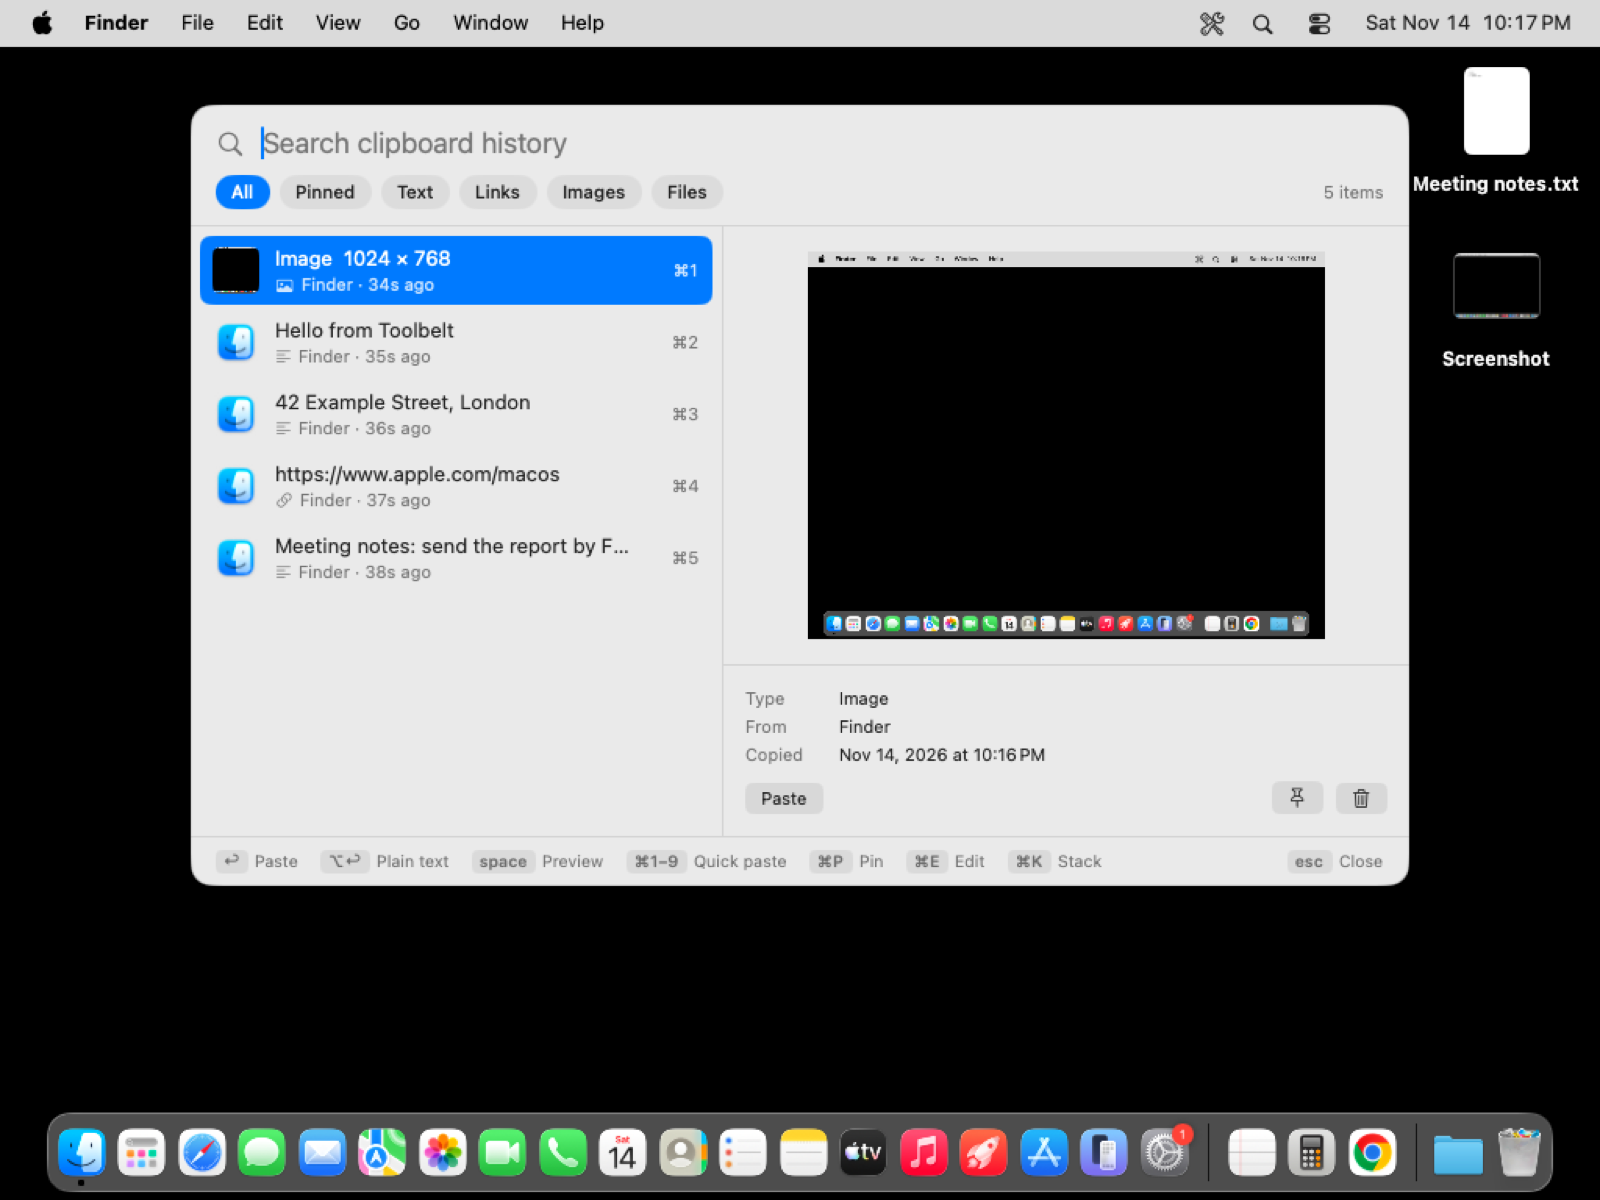 Finder File Edit View Go Window Help Sat Nov 14 10:17 PM
Meeting notes.txt
Screenshot
Search clipboard history
All Pinned Text Links Images Files 5 items
Image 1024 × 768
Finder · 34s ago
⌘1
Hello from Toolbelt
Finder · 35s ago
⌘2
42 Example Street, London
Finder · 36s ago
⌘3
https://www.apple.com/macos
Finder · 37s ago
⌘4
Meeting notes: send the report by F...
Finder · 38s ago
⌘5
Type Image
From Finder
Copied Nov 14, 2026 at 10:16 PM
Paste
↩ Paste ⌥↩ Plain text space Preview ⌘1–9 Quick paste ⌘P Pin ⌘E Edit ⌘K Stack esc Close
Sat
14
tv
1